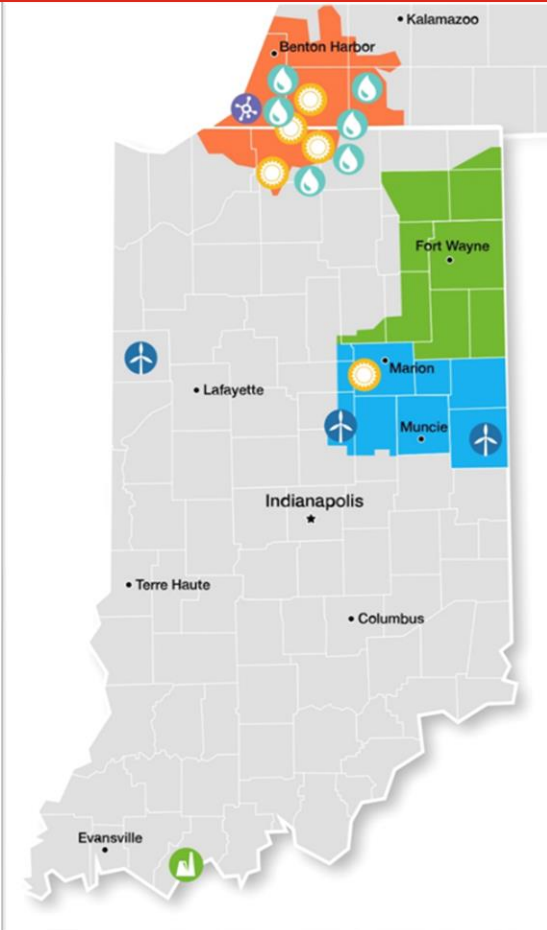 Kalamazoo
Benton Harbor
Fort Wayne
Marion
Lafayette
Muncie
Indianapolis
Terre Haute
Columbus
Evansville